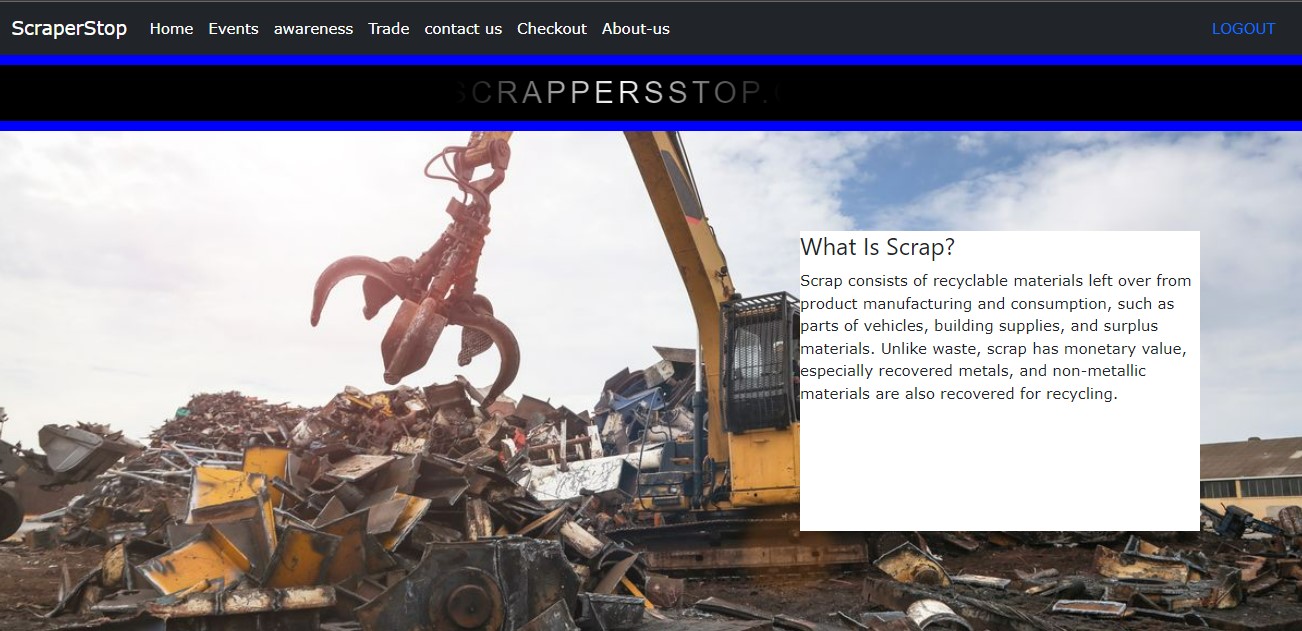 ScraperStop Home Events awareness Trade contact us Checkout About-us LOGOUT
SCRAPPERSSTOP.
What Is Scrap?
Scrap consists of recyclable materials left over from
product manufacturing and consumption, such as
parts of vehicles, building supplies, and surplus
materials. Unlike waste, scrap has monetary value,
especially recovered metals, and non-metallic
materials are also recovered for recycling.